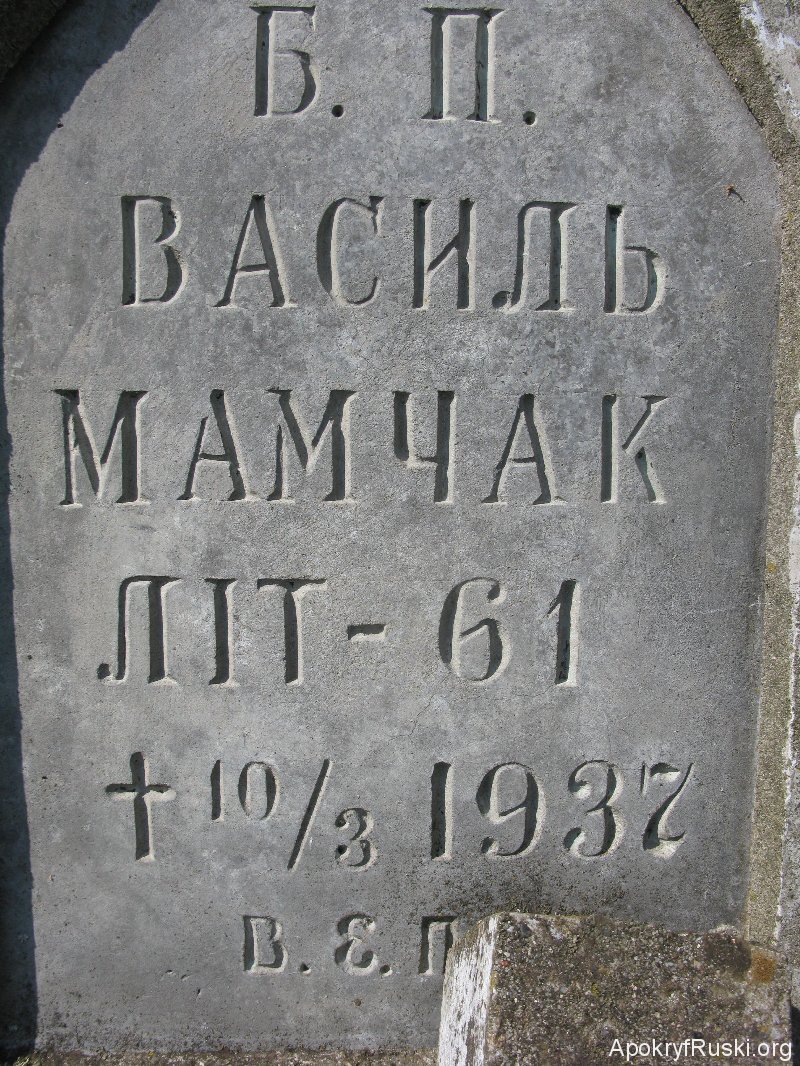 Б. П.
ВАСИЛЬ
МАМЧАК
ЛІТ - 61
† 10/3 1937
В. Є. П
ApokryfRuski.org